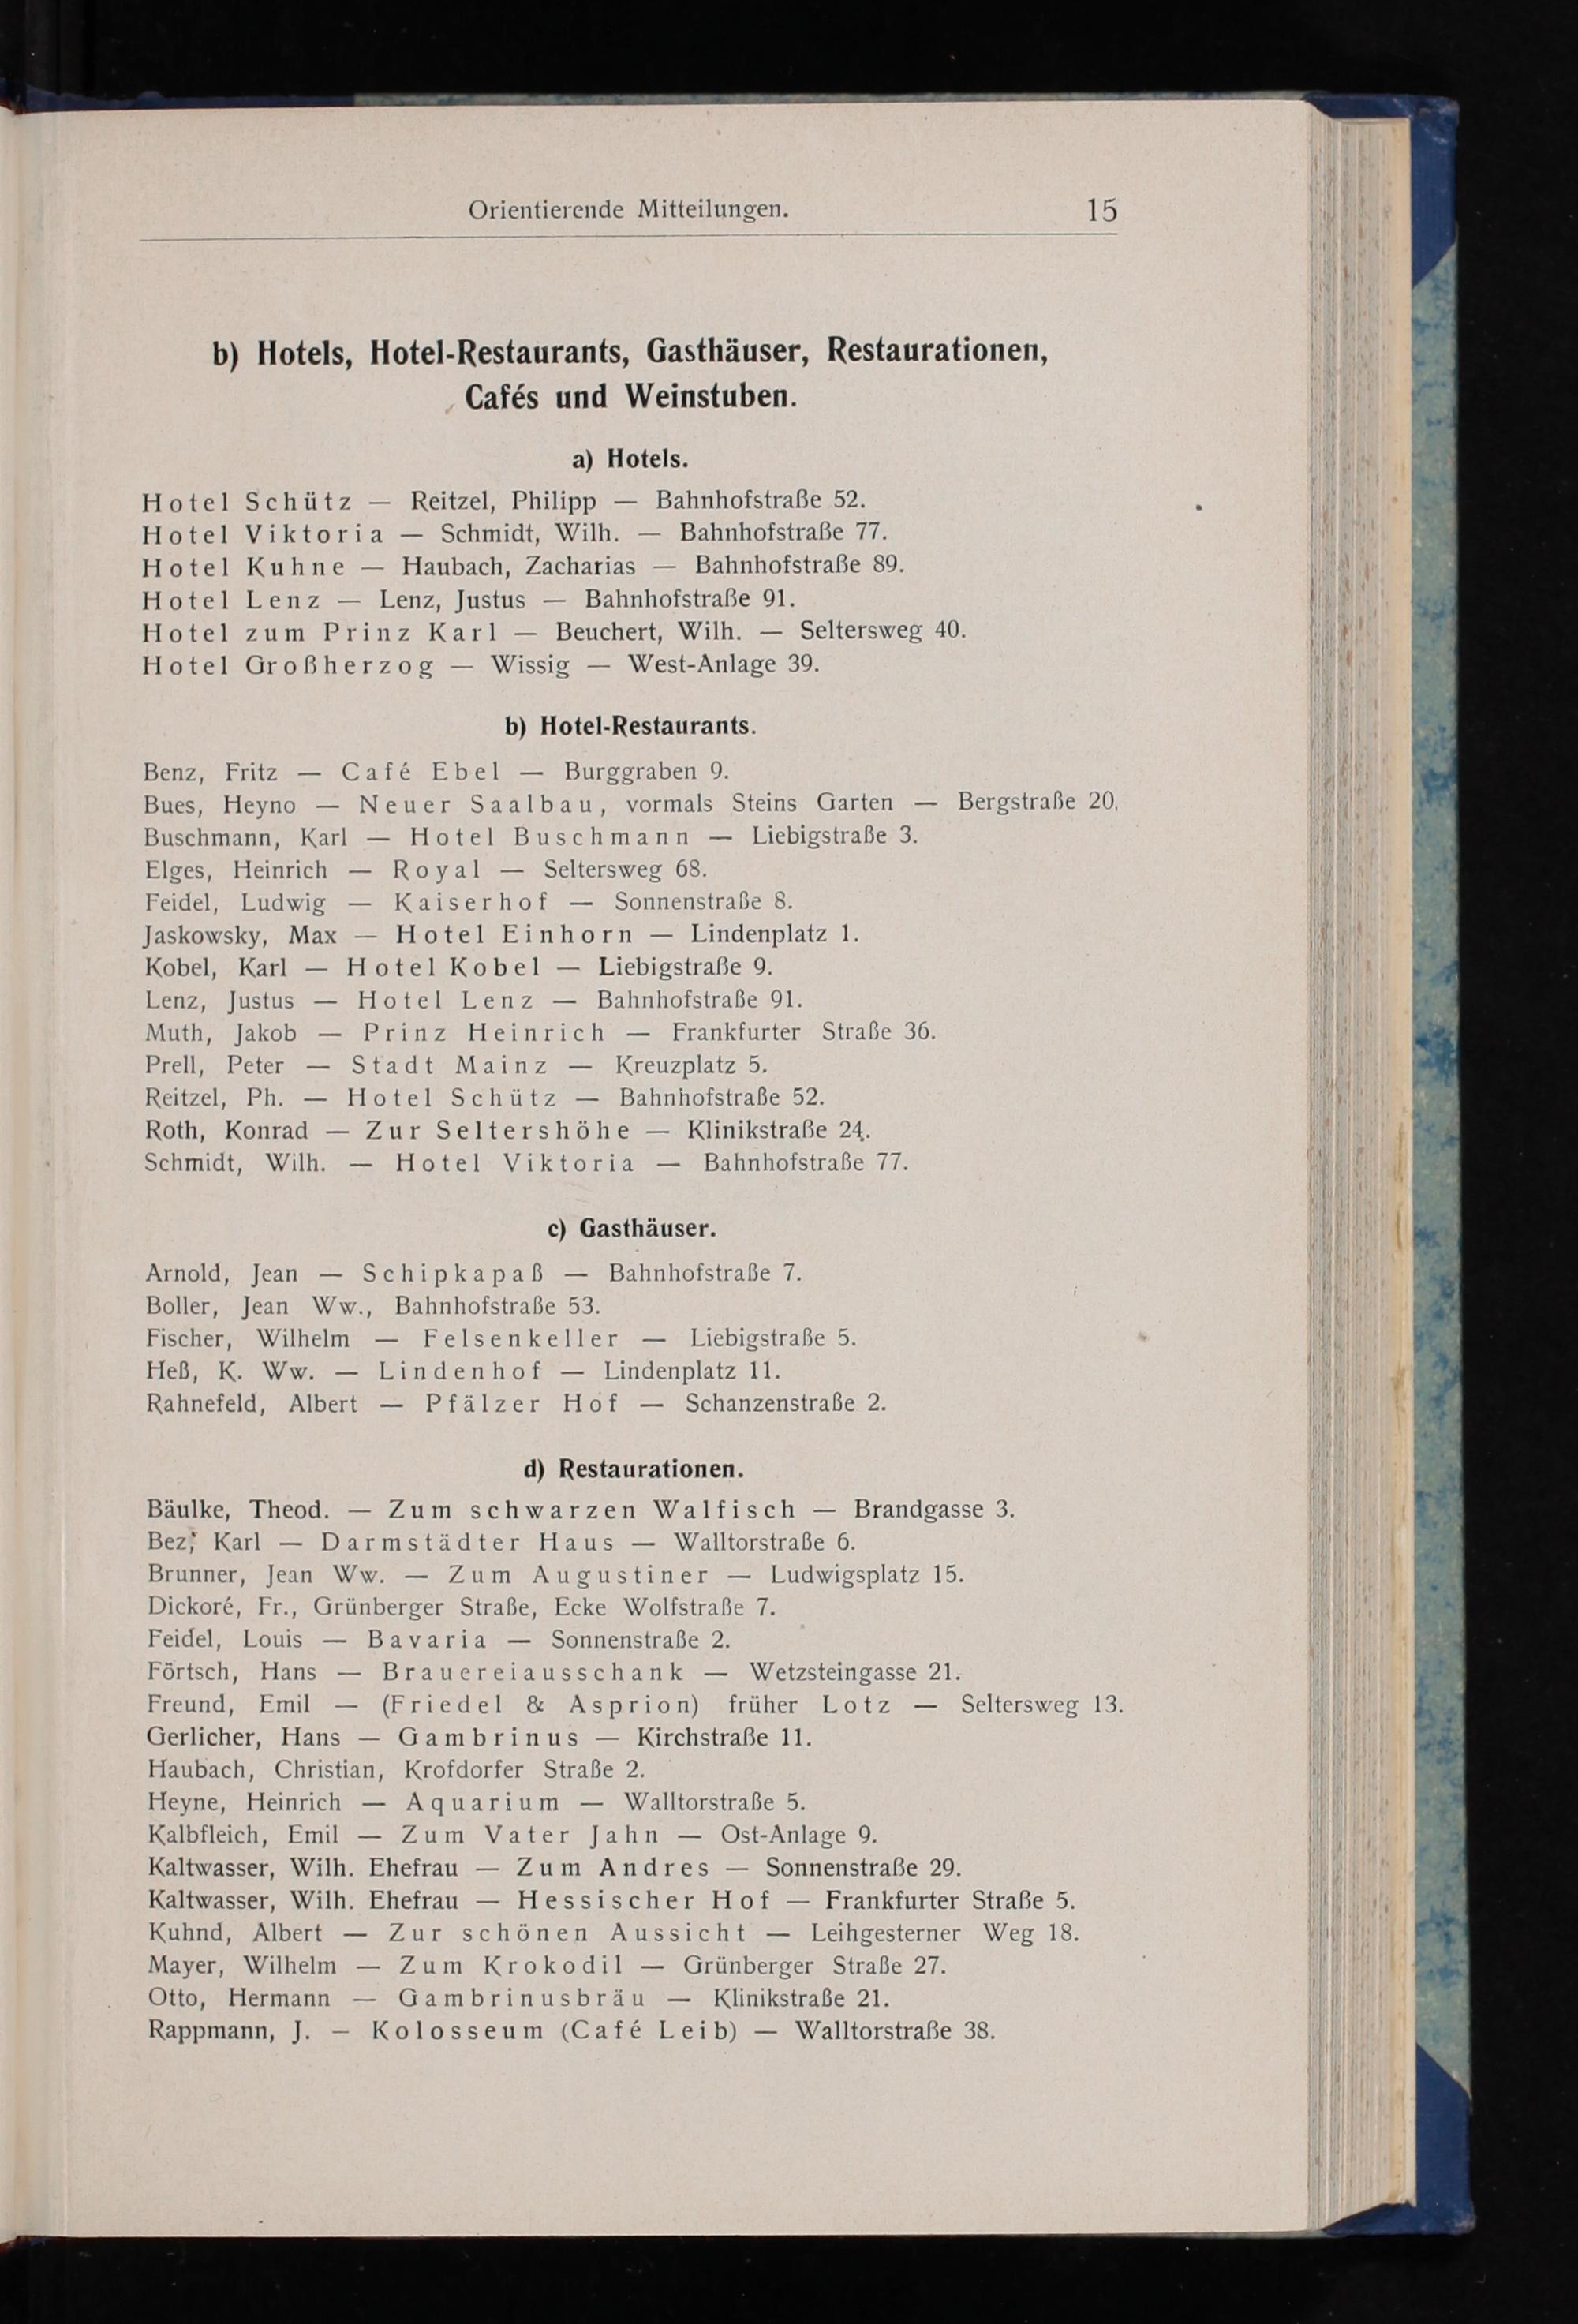 Orientierende Mitteilungen. 15
b) Hotels, Hotel-Restaurants, Gasthäuser, Restaurationen,
Cafés und Weinstuben.
a) Hotels.
Hotel Schütz — Reitzel, Philipp — Bahnhofstraße 52.
Hotel Viktoria — Schmidt, Wilh. — Bahnhofstraße 77.
Hotel Kuhne — Haubach, Zacharias — Bahnhofstraße 89.
Hotel Lenz — Lenz, Justus — Bahnhofstraße 91.
Hotel zum Prinz Karl — Beuchert, Wilh. — Seltersweg 40.
Hotel Großherzog — Wissig — West-Anlage 39.
b) Hotel-Restaurants.
Benz, Fritz — Café Ebel — Burggraben 9.
Bues, Heyno — Neuer Saalbau, vormals Steins Garten — Bergstraße 20.
Buschmann, Karl — Hotel Buschmann — Liebigstraße 3.
Elges, Heinrich — Royal — Seltersweg 68.
Feidel, Ludwig — Kaiserhof — Sonnenstraße 8.
Jaskowsky, Max — Hotel Einhorn — Lindenplatz 1.
Kobel, Karl — Hotel Kobel — Liebigstraße 9.
Lenz, Justus — Hotel Lenz — Bahnhofstraße 91.
Muth, Jakob — Prinz Heinrich — Frankfurter Straße 36.
Prell, Peter — Stadt Mainz — Kreuzplatz 5.
Reitzel, Ph. — Hotel Schütz — Bahnhofstraße 52.
Roth, Konrad — Zur Seltershöhe — Klinikstraße 24.
Schmidt, Wilh. — Hotel Viktoria — Bahnhofstraße 77.
c) Gasthäuser.
Arnold, Jean — Schipkapaß — Bahnhofstraße 7.
Boller, Jean Ww., Bahnhofstraße 53.
Fischer, Wilhelm — Felsenkeller — Liebigstraße 5.
Heß, K. Ww. — Lindenhof — Lindenplatz 11.
Rahnefeld, Albert — Pfälzer Hof — Schanzenstraße 2.
d) Restaurationen.
Bäulke, Theod. — Zum schwarzen Walfisch — Brandgasse 3.
Bez, Karl — Darmstädter Haus — Walltorstraße 6.
Brunner, Jean Ww. — Zum Augustiner — Ludwigsplatz 15.
Dickoré, Fr., Grünberger Straße, Ecke Wolfstraße 7.
Feidel, Louis — Bavaria — Sonnenstraße 2.
Förtsch, Hans — Brauereiausschank — Wetzsteingasse 21.
Freund, Emil — (Friedel & Asprion) früher Lotz — Seltersweg 13.
Gerlicher, Hans — Gambrinus — Kirchstraße 11.
Haubach, Christian, Krofdorfer Straße 2.
Heyne, Heinrich — Aquarium — Walltorstraße 5.
Kalbfleich, Emil — Zum Vater Jahn — Ost-Anlage 9.
Kaltwasser, Wilh. Ehefrau — Zum Andres — Sonnenstraße 29.
Kaltwasser, Wilh. Ehefrau — Hessischer Hof — Frankfurter Straße 5.
Kuhnd, Albert — Zur schönen Aussicht — Leihgesterner Weg 18.
Mayer, Wilhelm — Zum Krokodil — Grünberger Straße 27.
Otto, Hermann — Gambrinusbräu — Klinikstraße 21.
Rappmann, J. — Kolosseum (Café Leib) — Walltorstraße 38.